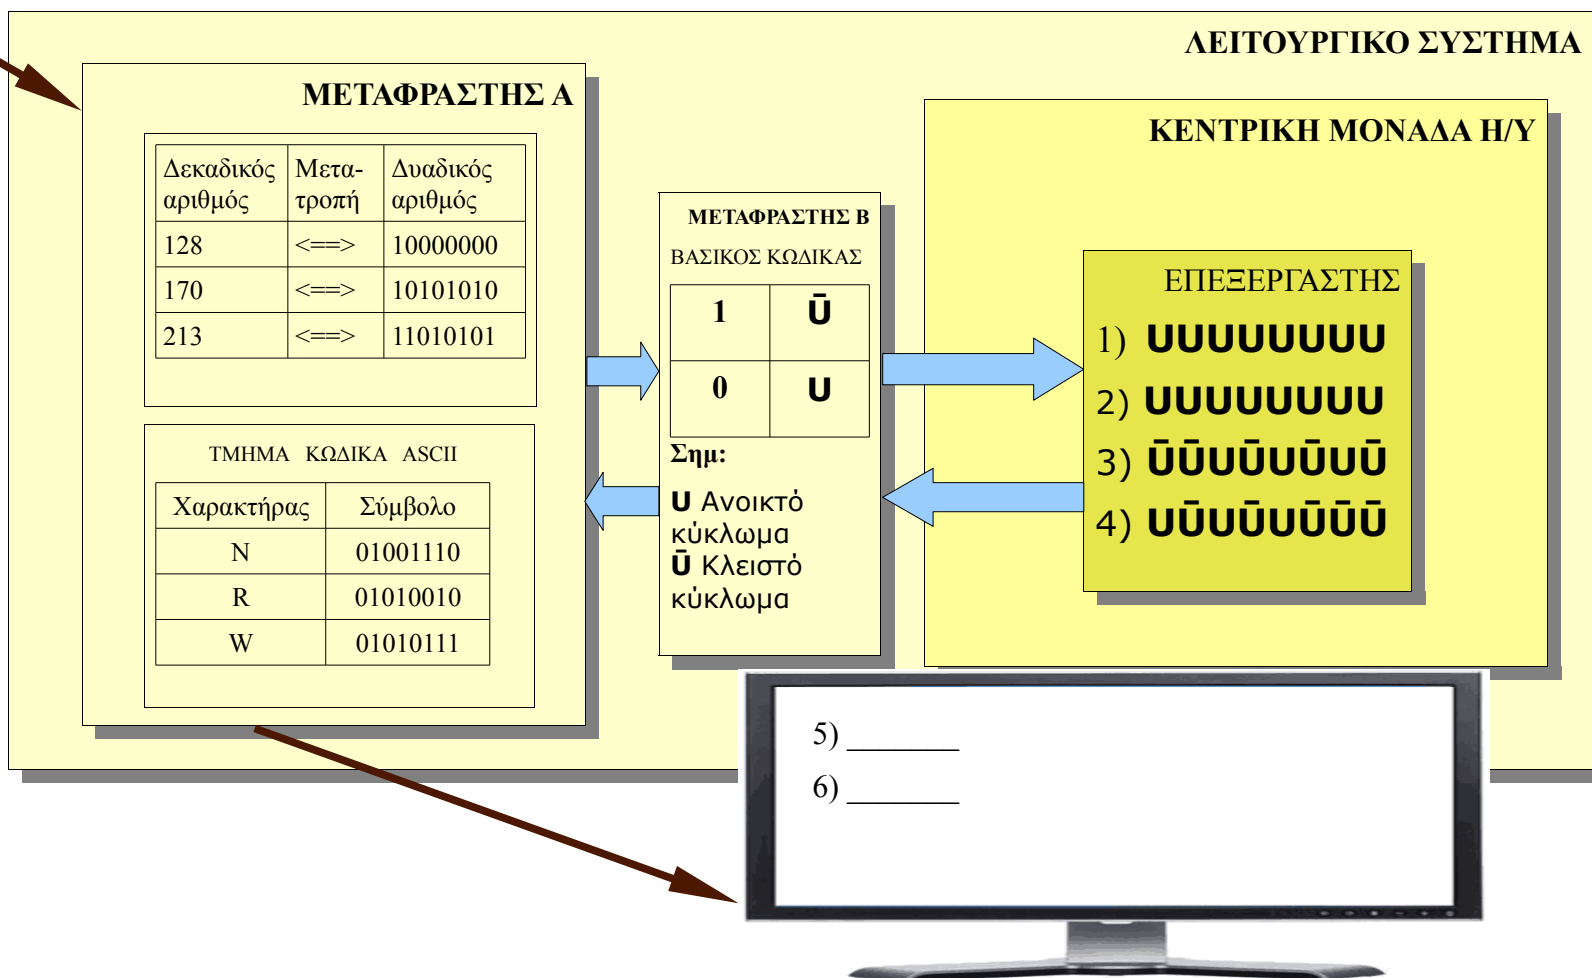 ΛΕΙΤΟΥΡΓΙΚΟ ΣΥΣΤΗΜΑ
ΜΕΤΑΦΡΑΣΤΗΣ Α
Δεκαδικός αριθμός Μετα-τροπή Δυαδικός αριθμός
128 <==> 10000000
170 <==> 10101010
213 <==> 11010101
ΤΜΗΜΑ ΚΩΔΙΚΑ ASCII
Χαρακτήρας Σύμβολο
N 01001110
R 01010010
W 01010111
ΜΕΤΑΦΡΑΣΤΗΣ Β
ΒΑΣΙΚΟΣ ΚΩΔΙΚΑΣ
1 Ū
0 U
Σημ:
U Ανοικτό
κύκλωμα
Ū Κλειστό
κύκλωμα
ΚΕΝΤΡΙΚΗ ΜΟΝΑΔΑ Η/Υ
ΕΠΕΞΕΡΓΑΣΤΗΣ
1) UUUUUUUU
2) UUUUUUUU
3) ŪŪUŪUŪUŪ
4) UŪUŪUŪŪŪ
5) _______
6) _______